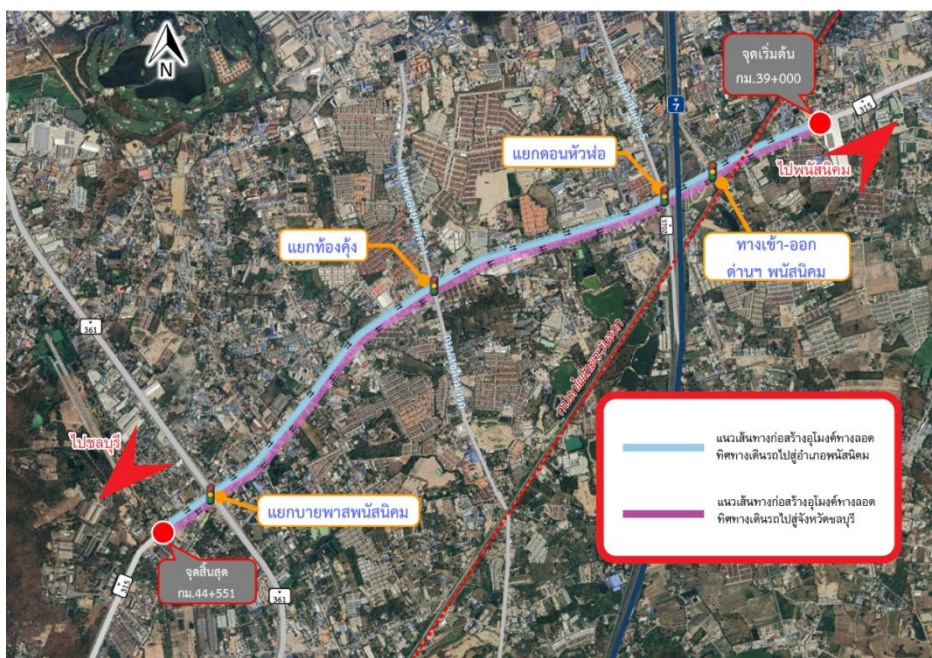 N
จุดเริ่มต้น
กม.39+000
315
7
ไปพนัสนิคม
แยกดอนหัวฬ่อ
3702
ทางเข้า-ออก
ด่านฯ พนัสนิคม
แยกท้องคุ้ง
361
ไปชลบุรี
แยกบายพาสพนัสนิคม
จุดสิ้นสุด
กม.44+551
315
361
แนวเส้นทางก่อสร้างอุโมงค์ทางลอด
ทิศทางเดินรถไปสู่อำเภอพนัสนิคม
แนวเส้นทางก่อสร้างอุโมงค์ทางลอด
ทิศทางเดินรถไปสู่จังหวัดชลบุรี